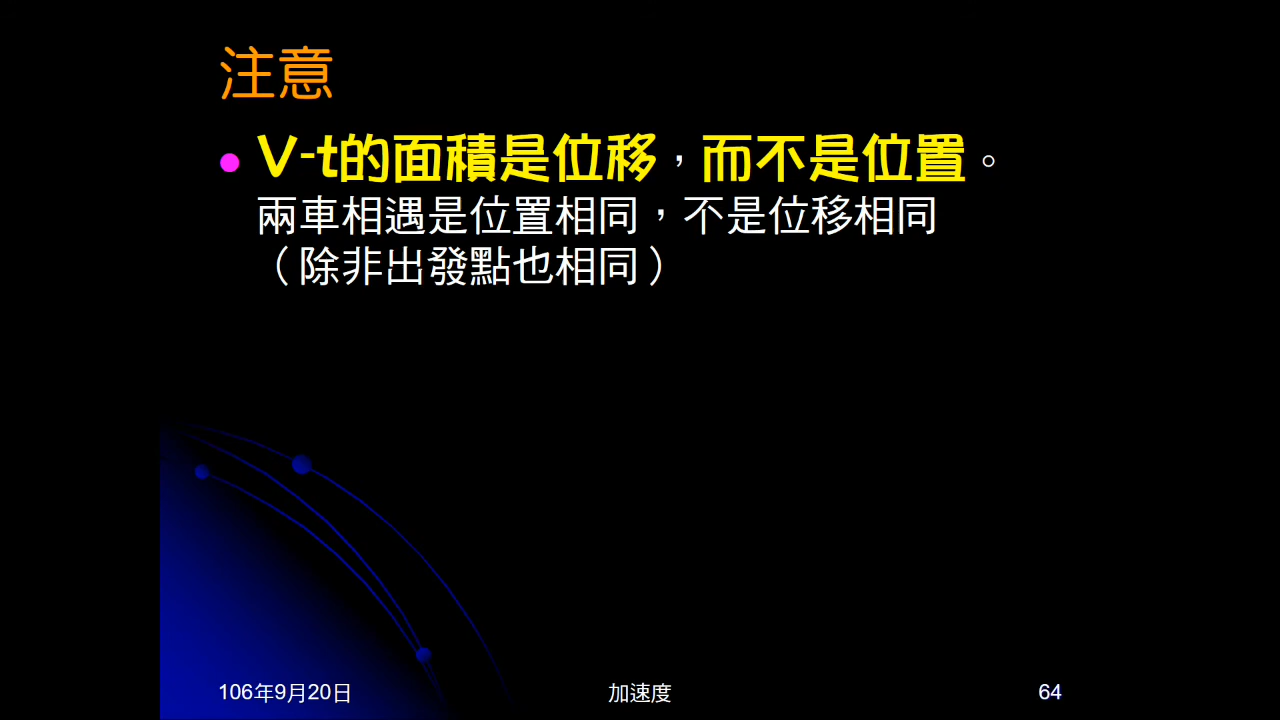 注意
V-t的面積是位移，而不是位置。
兩車相遇是位置相同，不是位移相同
（除非出發點也相同）
106年9月20日
加速度
64